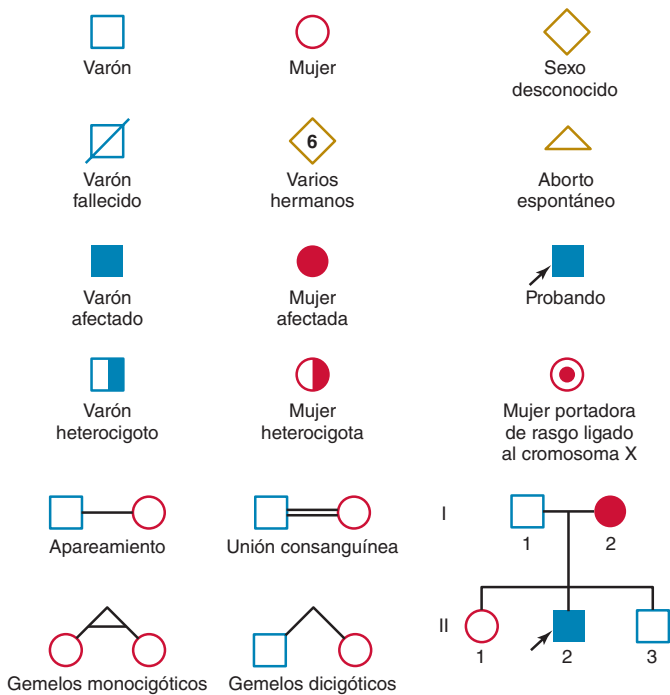 Varón
Mujer
Sexo
desconocido
Varón
fallecido
6
Varios
hermanos
Aborto
espontáneo
Varón
afectado
Mujer
afectada
Probando
Varón
heterocigoto
Mujer
heterocigota
Mujer portadora
de rasgo ligado
al cromosoma X
Apareamiento
Unión consanguínea
Gemelos monocigóticos
Gemelos dicigóticos
I
1 2
II
1 2 3